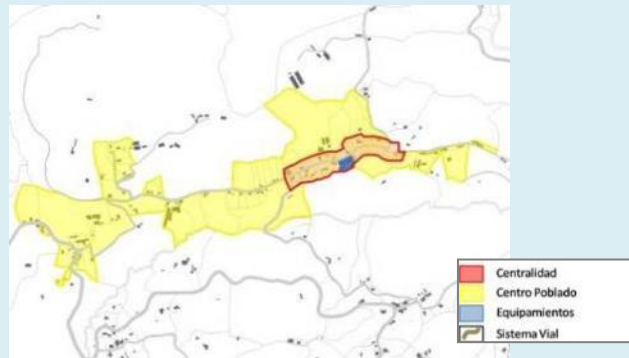 Centralidad
Centro Poblado
Equipamientos
Sistema Vial